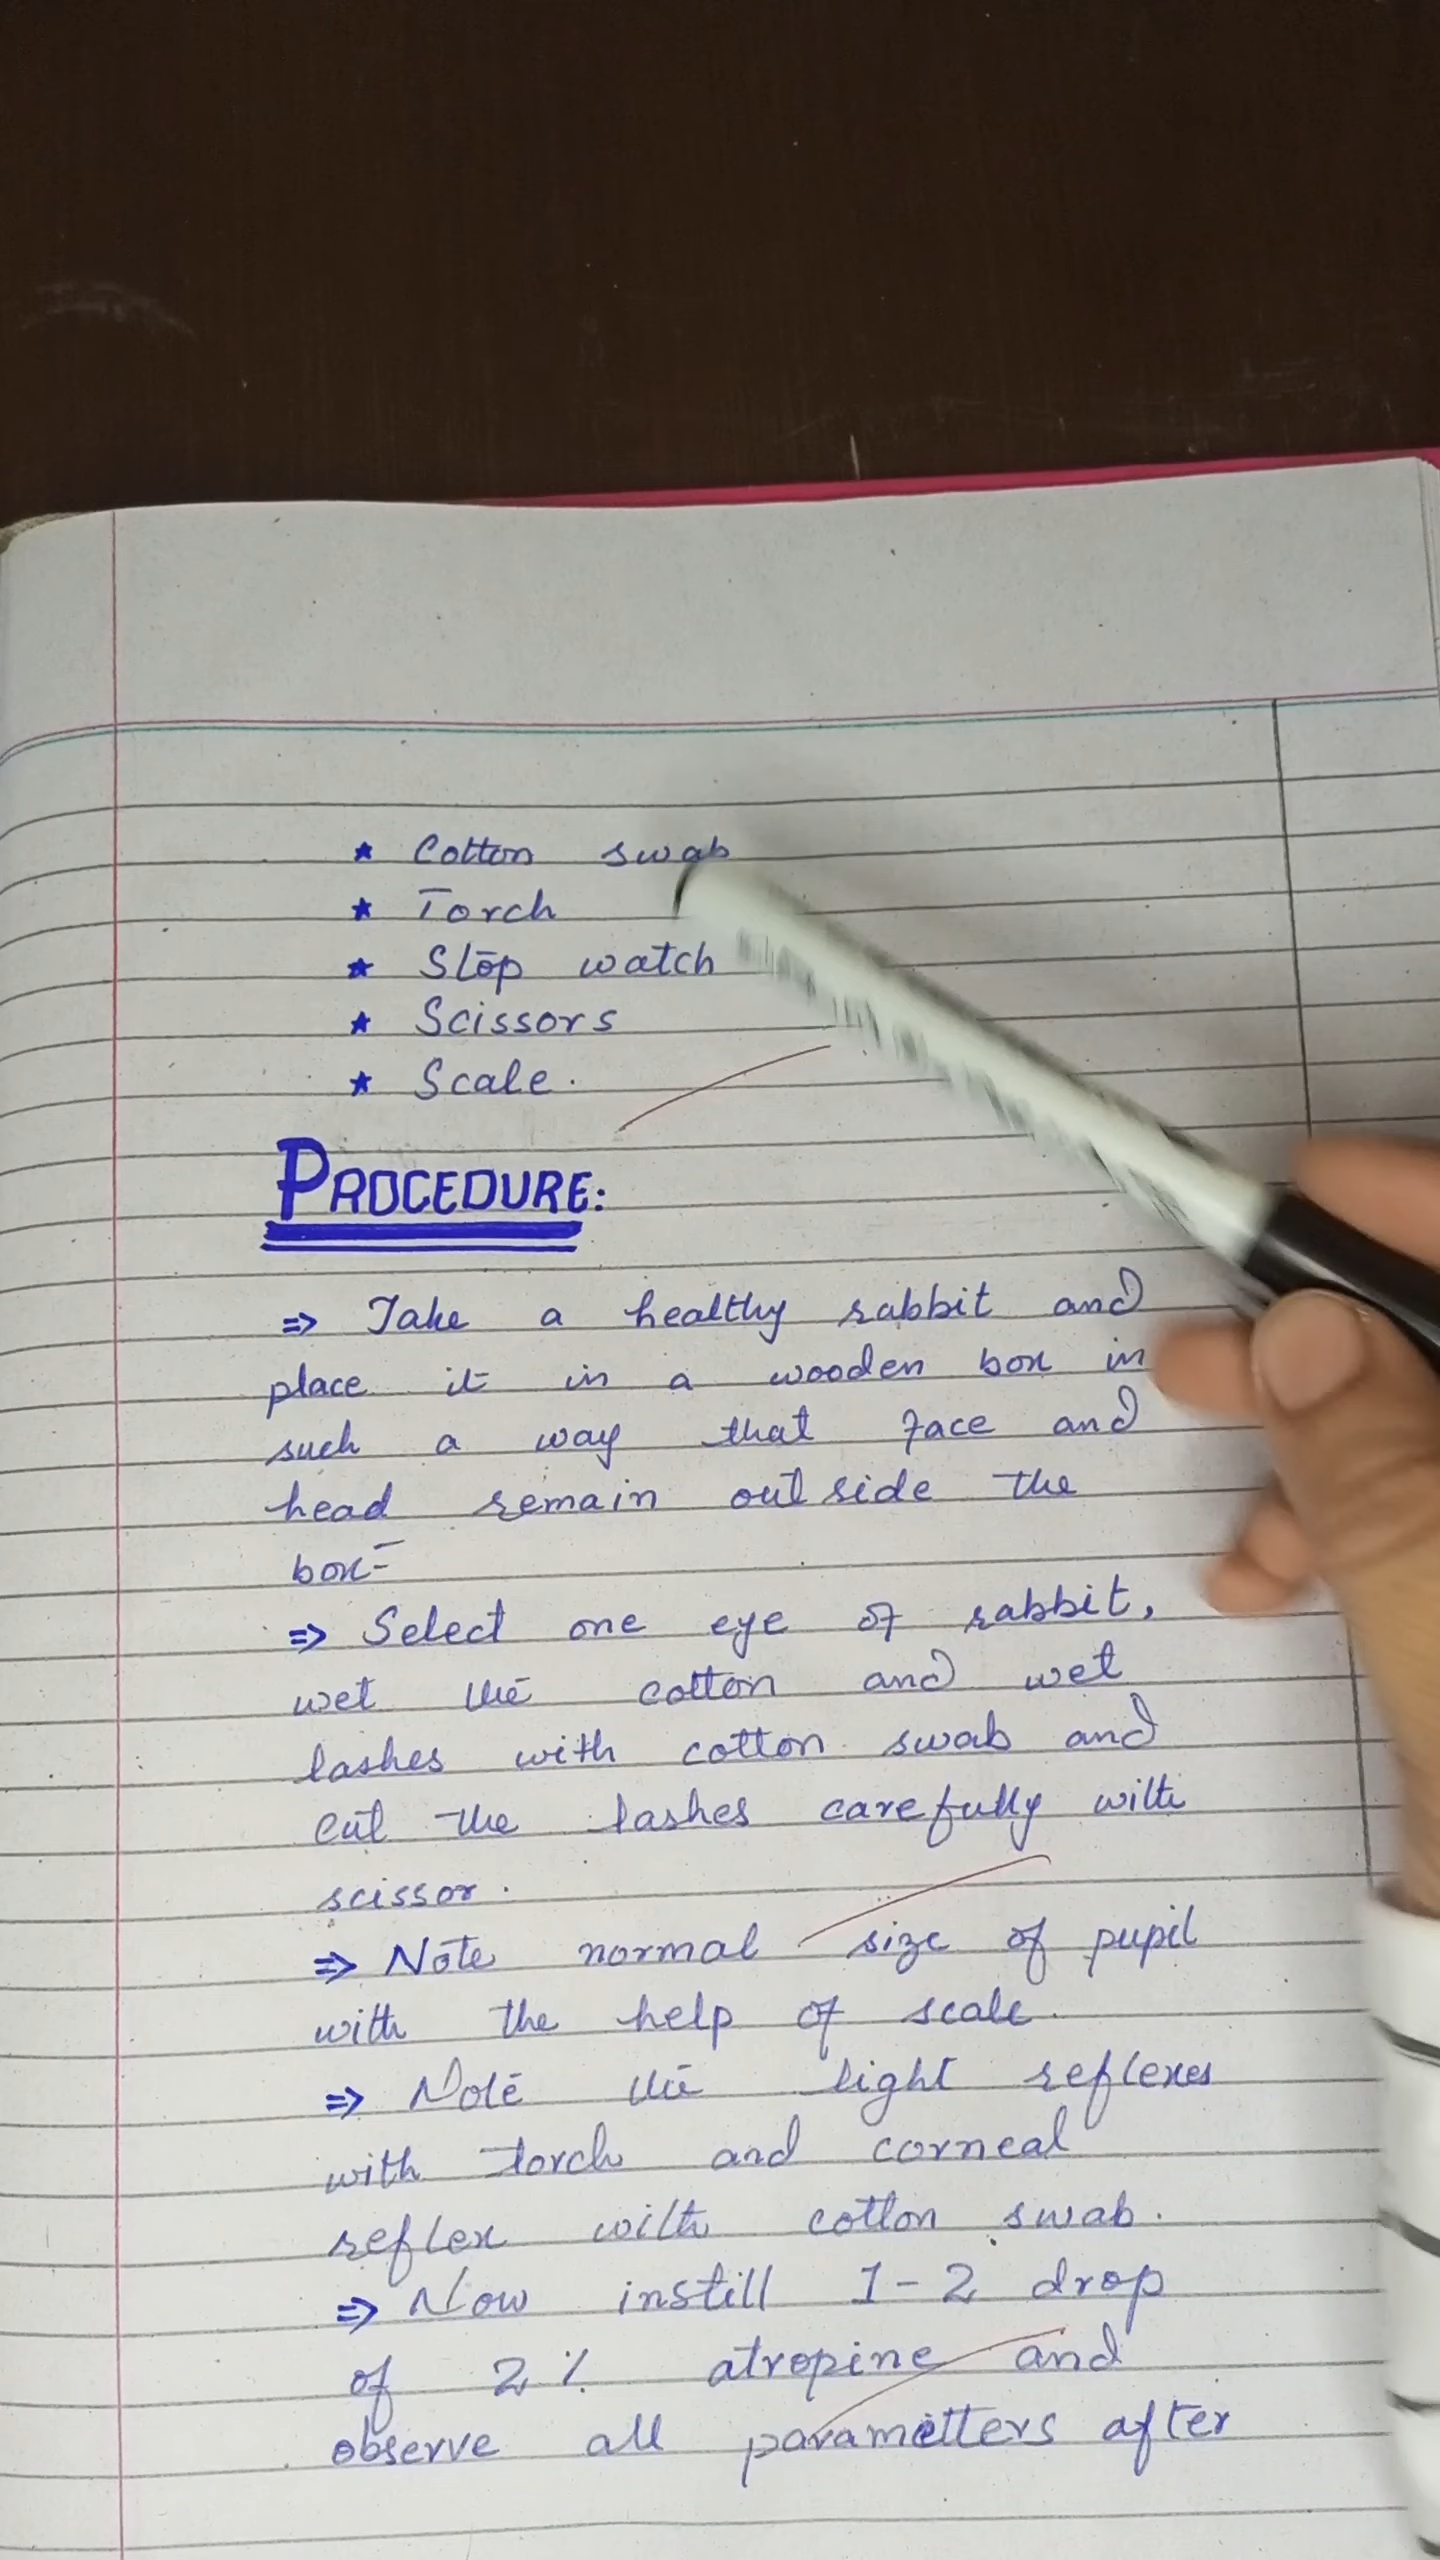 ★ Cotton swab
★ Torch
★ Stop watch
★ Scissors
★ Scale.
PROCEDURE:
⇒ Take a healthy rabbit and
place it in a wooden box in
such a way that face and
head remain outside the
box=
⇒ Select one eye of rabbit,
wet the cotton and wet
lashes with cotton swab and
cut the lashes carefully with
scissor.
⇒ Note normal size of pupil
with the help of scale.
⇒ Note the light reflexes
with torch and corneal
reflex with cotton swab.
⇒ Now instill 1-2 drop
of 2% atropine and
observe all parametters after